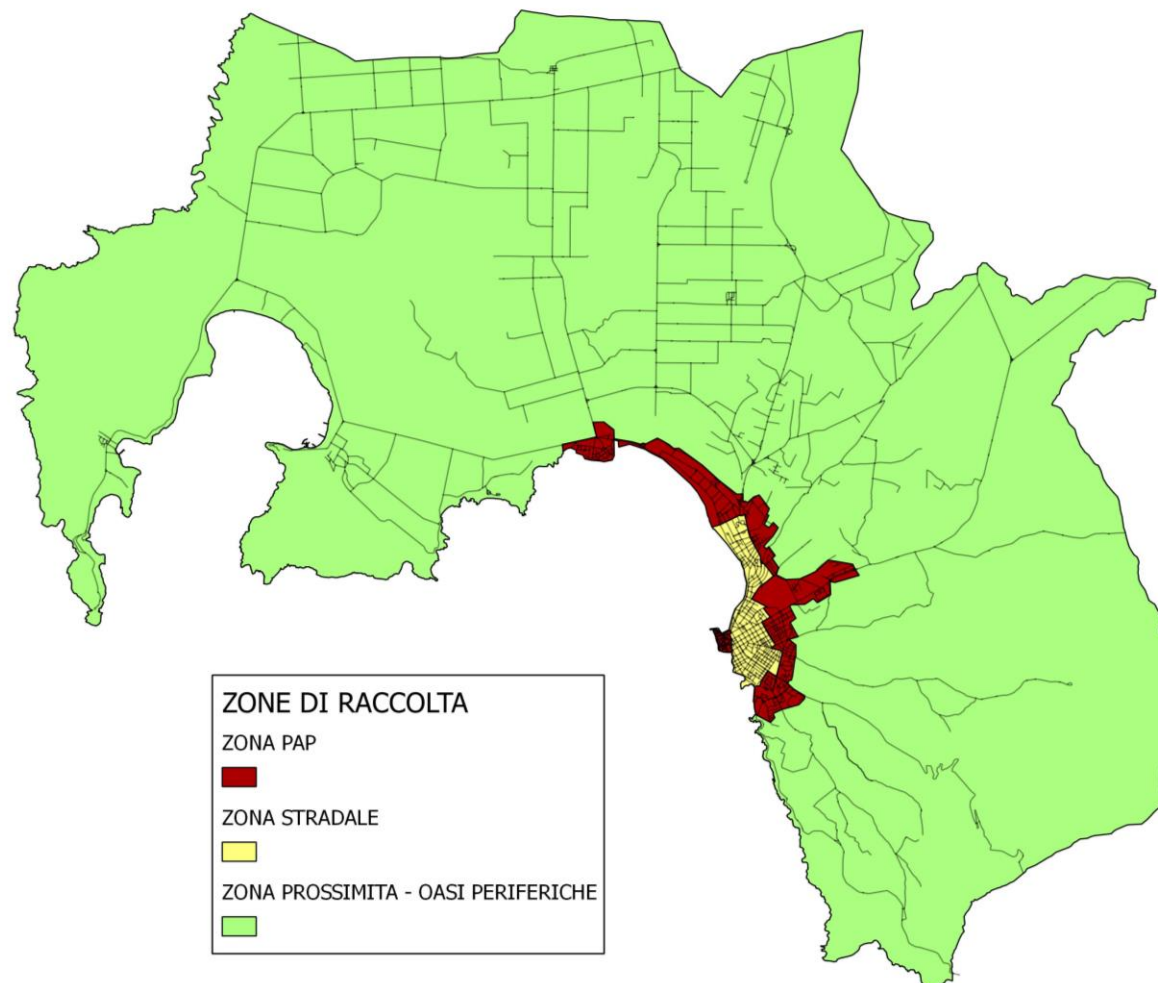 ZONE DI RACCOLTA
ZONA PAP
ZONA STRADALE
ZONA PROSSIMITA - OASI PERIFERICHE